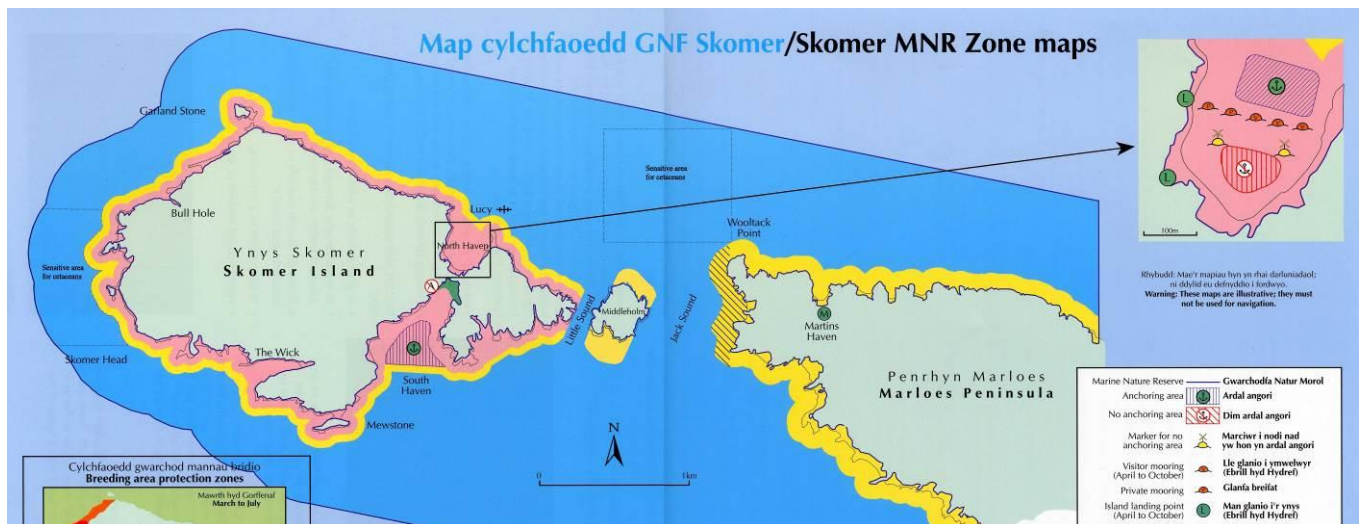 Map cylchfaoedd GNF Skomer/Skomer MNR Zone maps
Garland Stone
Sensitive area
for cetaceans
Lucy
Bull Hole
North Haven
Wooltack
Point
Ynys Skomer
Skomer Island
Sensitive area
for cetaceans
Little Sound
Middleholm
Jack Sound
M
Martins
Haven
Skomer Head
The Wick
South
Haven
Mewstone
Penrhyn Marloes
Marloes Peninsula
N
0 1km
L
V V V V V
L
100m
Rhybudd: Mae'r mapiau hyn yn rhai darluniadaol;
ni ddylid eu defnyddio i fordwyo.
Warning: These maps are illustrative; they must
not be used for navigation.
Marine Nature Reserve Gwarchodfa Natur Morol
Anchoring area Ardal angori
No anchoring area Dim ardal angori
Marker for no
anchoring area
Marciwr i nodi nad
yw hon yn ardal angori
Visitor mooring
(April to October)
Lle glanio i ymwelwyr
(Ebrill hyd Hydref)
Private mooring Glanfa breifat
Island landing point
(April to October)
L
Man glanio i'r ynys
(Ebrill hyd Hydref)
Cylchfaoedd gwarchod mannau bridio
Breeding area protection zones
Mawrth hyd Gorffenaf
March to July